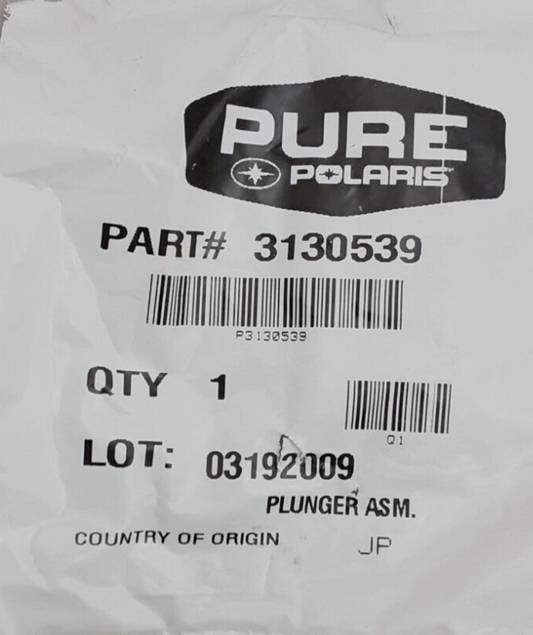 PURE
POLARIS
PART# 3130539
P3130539
QTY 1
Q1
LOT: 03192009
PLUNGER ASM.
COUNTRY OF ORIGIN JP